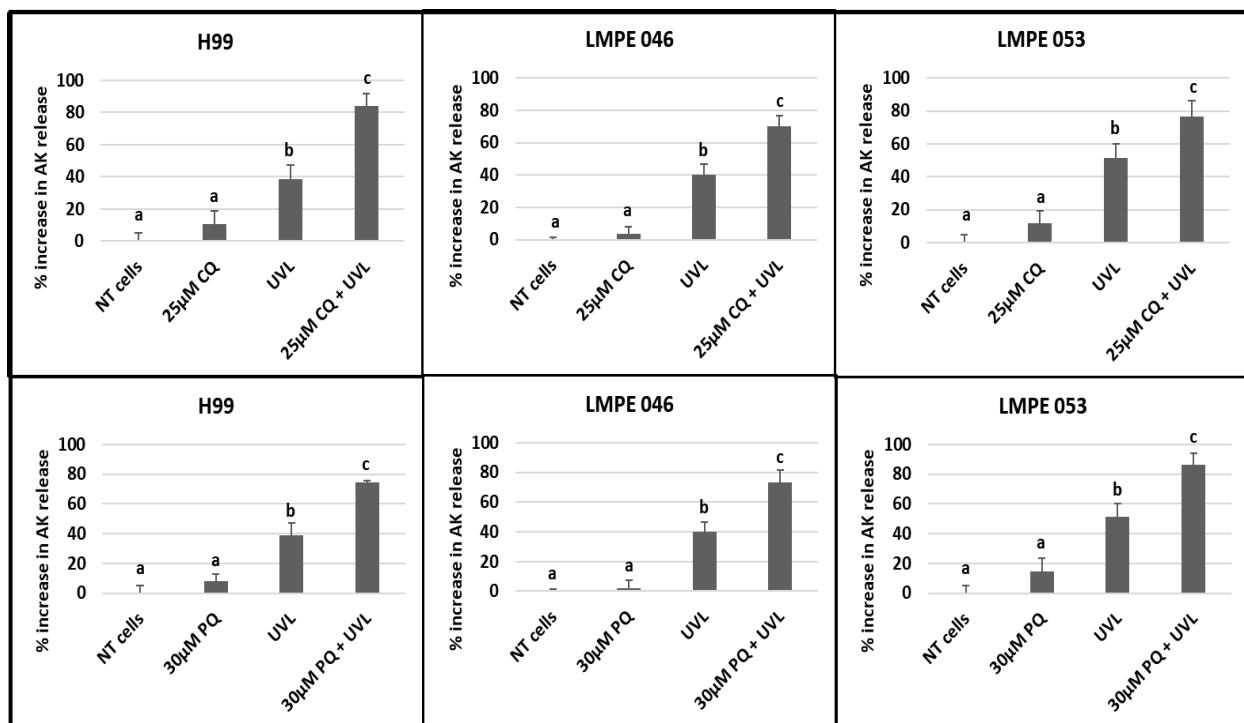 H99
% increase in AK release
100
80
60
40
20
0
a
a
b
c
NT cells
25µM CQ
UVL
25µM CQ + UVL
LMPE 046
% increase in AK release
100
80
60
40
20
0
a
a
b
c
NT cells
25µM CQ
UVL
25µM CQ + UVL
LMPE 053
% increase in AK release
100
80
60
40
20
0
a
a
b
c
NT cells
25µM CQ
UVL
25µM CQ + UVL
H99
% increase in AK release
100
80
60
40
20
0
a
a
b
c
NT cells
30µM PQ
UVL
30µM PQ + UVL
LMPE 046
% increase in AK release
100
80
60
40
20
0
a
a
b
c
NT cells
30µM PQ
UVL
30µM PQ + UVL
LMPE 053
% increase in AK release
100
80
60
40
20
0
a
a
b
c
NT cells
30µM PQ
UVL
30µM PQ + UVL